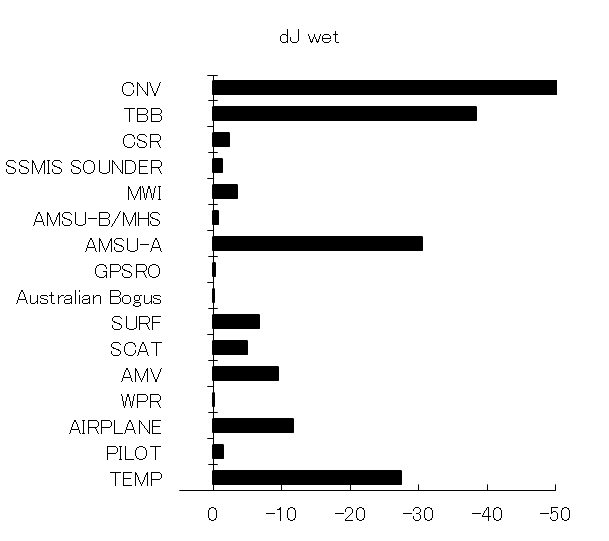 dJ wet
CNV
TBB
CSR
SSMIS SOUNDER
MWI
AMSU-B/MHS
AMSU-A
GPSRO
Australian Bogus
SURF
SCAT
AMV
WPR
AIRPLANE
PILOT
TEMP
0 -10 -20 -30 -40 -50